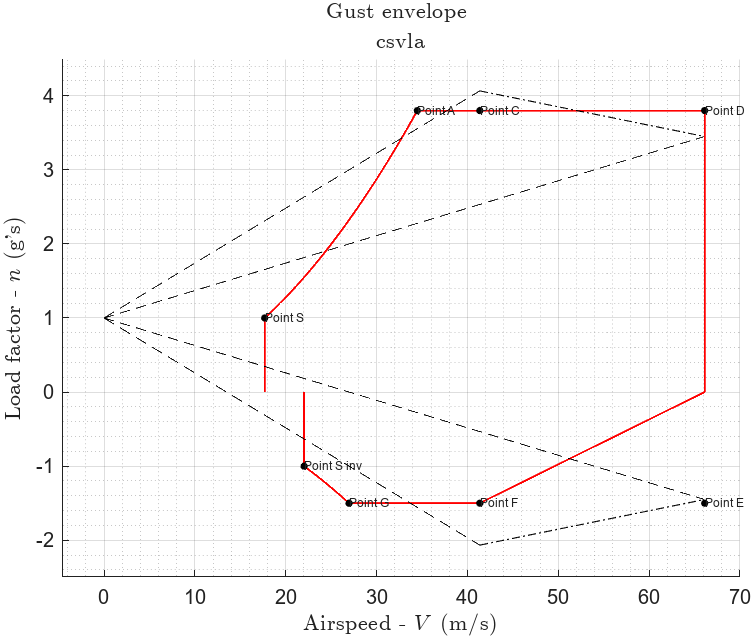 Gust envelope
csvla
Load factor - n (g's)
4
3
2
1
0
-1
-2
Point A
Point C
Point D
Point S
Point S inv
Point G
Point F
Point E
0 10 20 30 40 50 60 70
Airspeed - V (m/s)